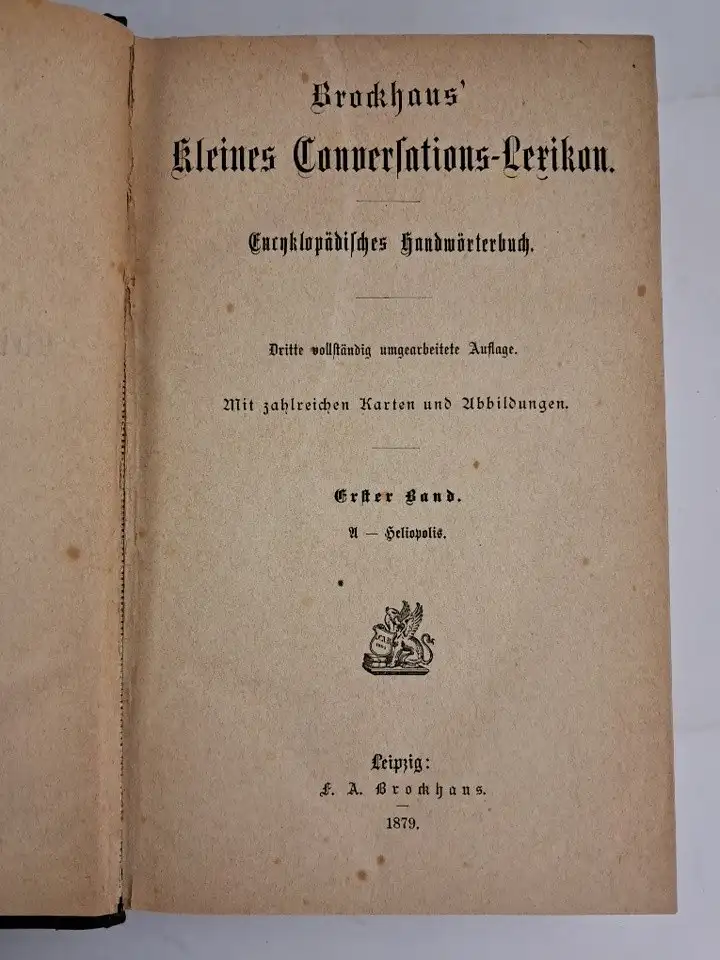 Brockhaus'
Kleines Converſations-Lexikon.
Encyklopädiſches Handwörterbuch.
Dritte vollſtändig umgearbeitete Auflage.
Mit zahlreichen Karten und Abbildungen.
Erſter Band.
A — Heliopolis.
Leipzig:
F. A. Brockhaus.
1879.